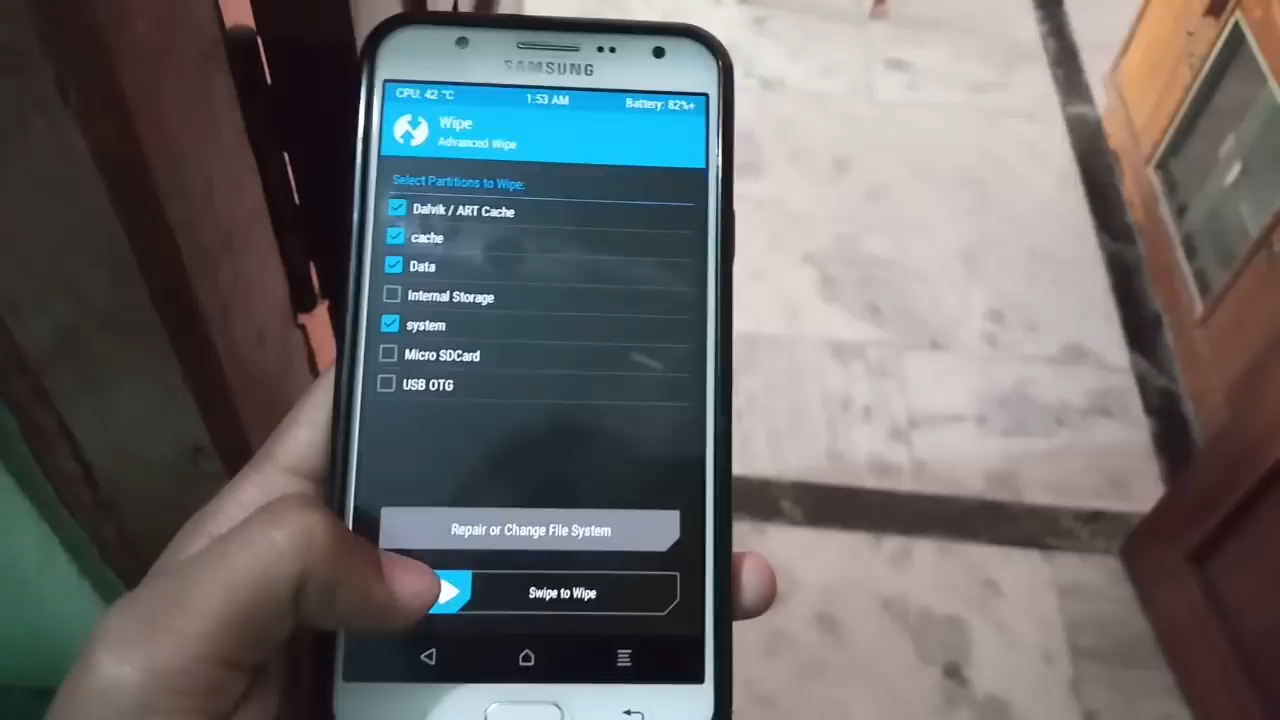 SAMSUNG
CPU: 42 °C 1:53 AM Battery: 82%+
Wipe
Advanced Wipe
Select Partitions to Wipe:
Dalvik / ART Cache
cache
Data
Internal Storage
system
Micro SDCard
USB OTG
Repair or Change File System
Swipe to Wipe